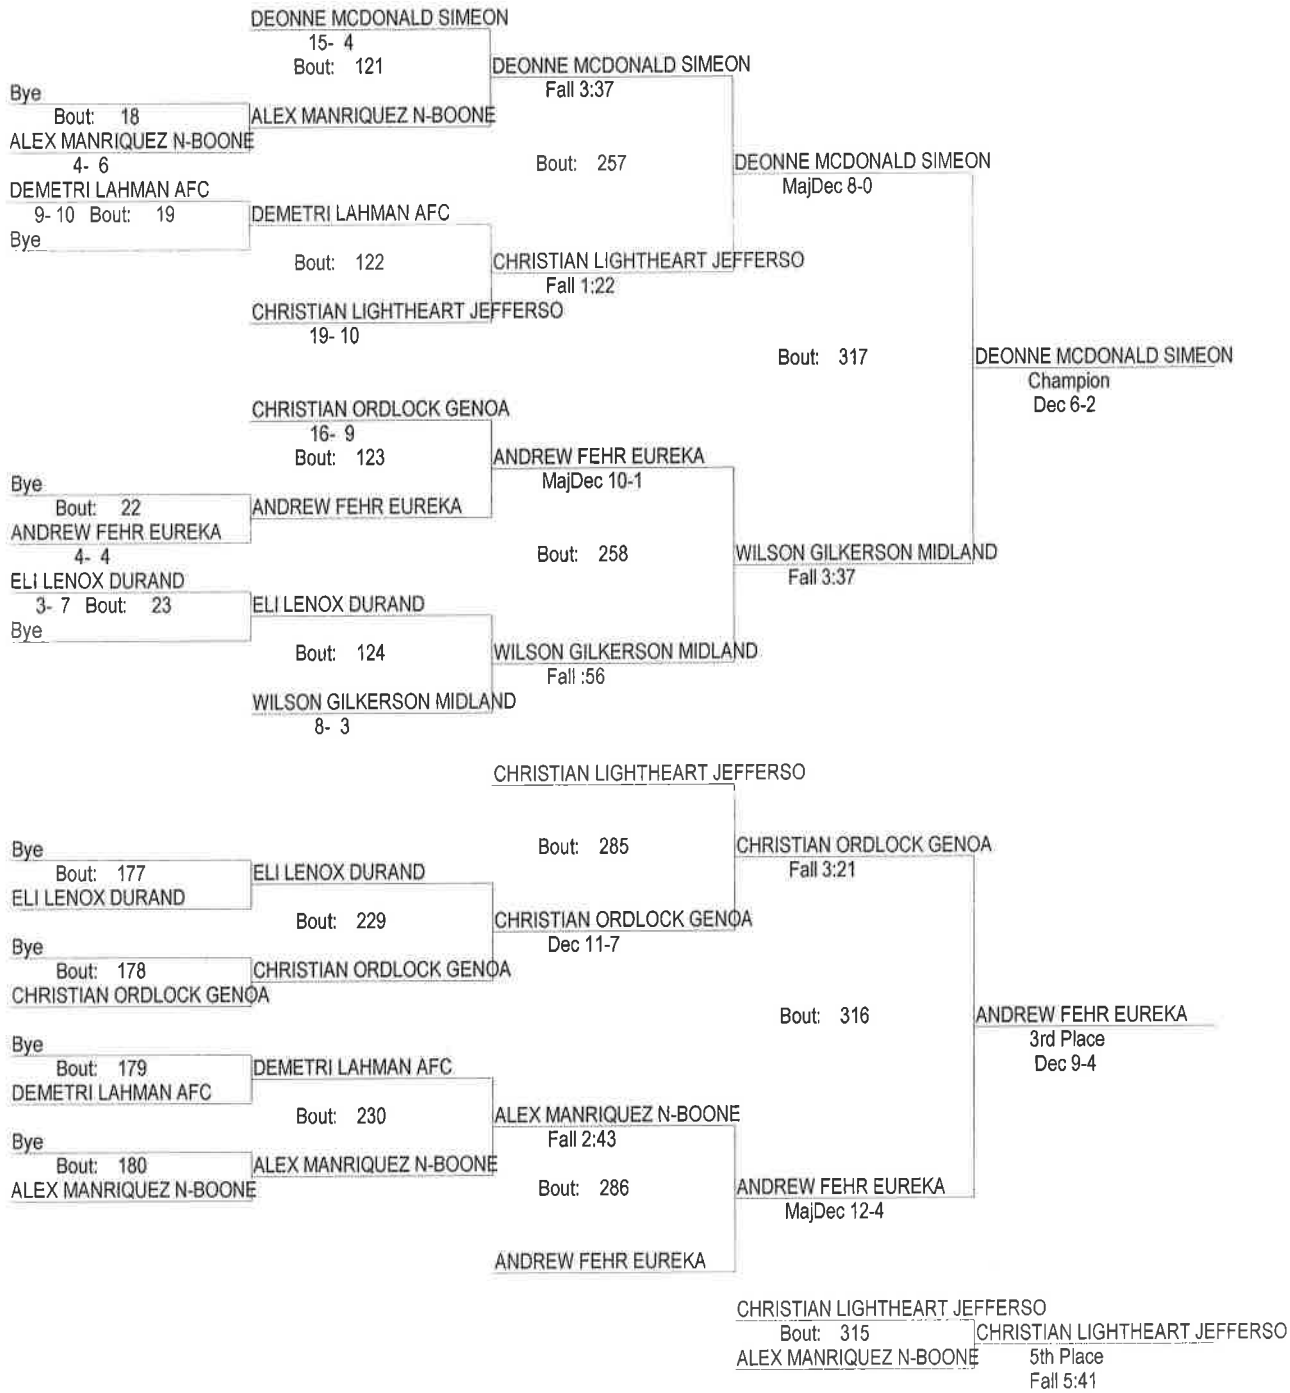 DEONNE MCDONALD SIMEON
15- 4
Bout: 121
DEONNE MCDONALD SIMEON
Fall 3:37
Bye
Bout: 18
ALEX MANRIQUEZ N-BOONE
ALEX MANRIQUEZ N-BOONE
4- 6
Bout: 257
DEONNE MCDONALD SIMEON
MajDec 8-0
DEMETRI LAHMAN AFC
9- 10 Bout: 19
DEMETRI LAHMAN AFC
Bye
Bout: 122
CHRISTIAN LIGHTHEART JEFFERSO
Fall 1:22
CHRISTIAN LIGHTHEART JEFFERSO
19- 10
Bout: 317
DEONNE MCDONALD SIMEON
Champion
Dec 6-2
CHRISTIAN ORDLOCK GENOA
16- 9
Bout: 123
ANDREW FEHR EUREKA
MajDec 10-1
Bye
Bout: 22
ANDREW FEHR EUREKA
ANDREW FEHR EUREKA
4- 4
Bout: 258
WILSON GILKERSON MIDLAND
Fall 3:37
ELI LENOX DURAND
3- 7 Bout: 23
ELI LENOX DURAND
Bye
Bout: 124
WILSON GILKERSON MIDLAND
Fall :56
WILSON GILKERSON MIDLAND
8- 3
CHRISTIAN LIGHTHEART JEFFERSO
Bout: 285
CHRISTIAN ORDLOCK GENOA
Fall 3:21
Bye
Bout: 177
ELI LENOX DURAND
ELI LENOX DURAND
Bout: 229
CHRISTIAN ORDLOCK GENOA
Dec 11-7
Bye
Bout: 178
CHRISTIAN ORDLOCK GENOA
CHRISTIAN ORDLOCK GENOA
Bout: 316
ANDREW FEHR EUREKA
3rd Place
Dec 9-4
Bye
Bout: 179
DEMETRI LAHMAN AFC
DEMETRI LAHMAN AFC
Bout: 230
ALEX MANRIQUEZ N-BOONE
Fall 2:43
Bye
Bout: 180
ALEX MANRIQUEZ N-BOONE
ALEX MANRIQUEZ N-BOONE
Bout: 286
ANDREW FEHR EUREKA
MajDec 12-4
ANDREW FEHR EUREKA
CHRISTIAN LIGHTHEART JEFFERSO
Bout: 315
CHRISTIAN LIGHTHEART JEFFERSO
ALEX MANRIQUEZ N-BOONE
5th Place
Fall 5:41